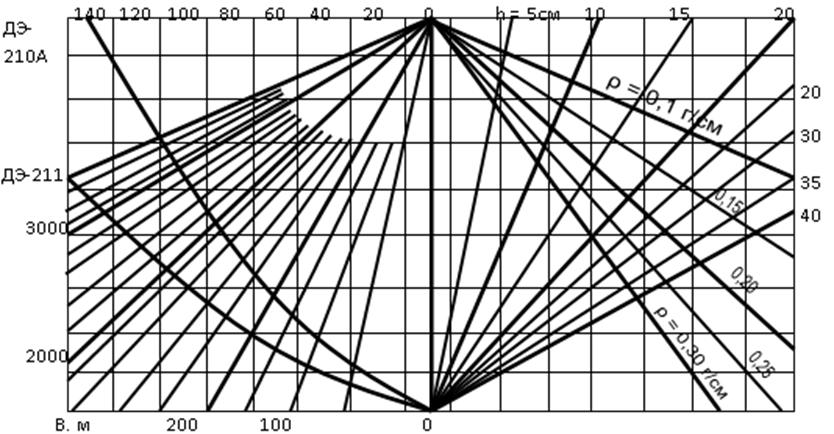 ДЭ-
210А
140 120 100 80 60 40 20 0 h = 5см 10 15 20
20
30
35
40
ρ = 0,1 г/см
0,15
0,20
0,25
ρ = 0,30 г/см
ДЭ-211
3000
2000
В. м 200 100 0